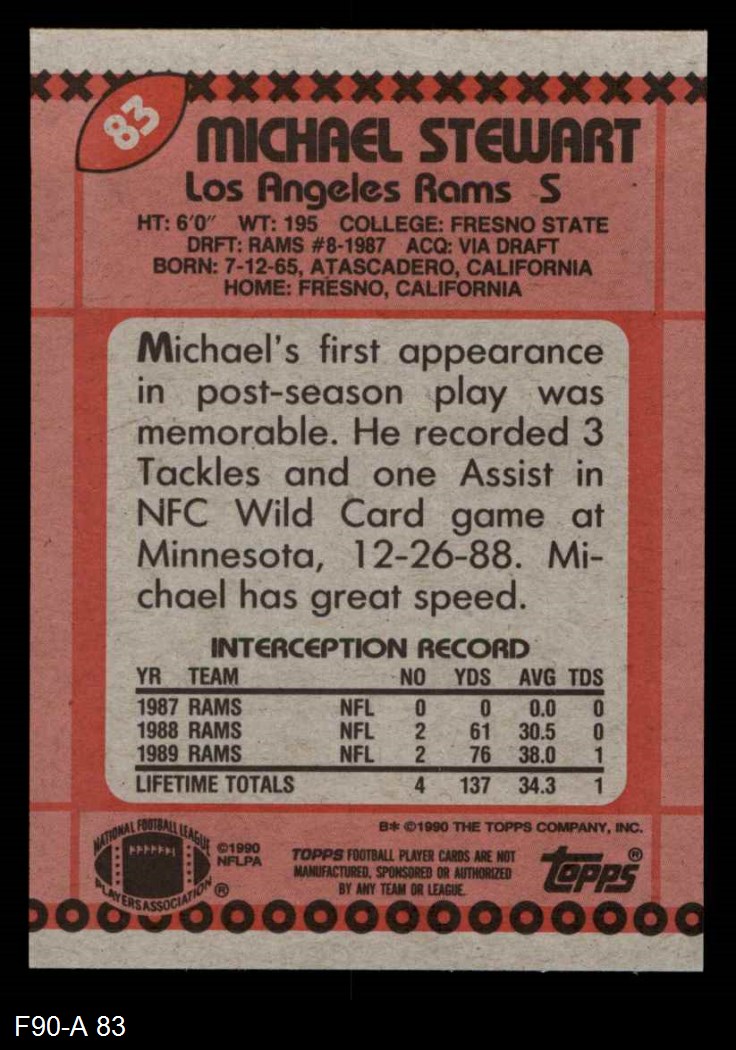 83
MICHAEL STEWART
Los Angeles Rams S
HT: 6'0" WT: 195 COLLEGE: FRESNO STATE
DRFT: RAMS #8-1987 ACQ: VIA DRAFT
BORN: 7-12-65, ATASCADERO, CALIFORNIA
HOME: FRESNO, CALIFORNIA
Michael's first appearance
in post-season play was
memorable. He recorded 3
Tackles and one Assist in
NFC Wild Card game at
Minnesota, 12-26-88. Mi-
chael has great speed.
INTERCEPTION RECORD
YR TEAM NO YDS AVG TDS
1987 RAMS NFL 0 0 0.0 0
1988 RAMS NFL 2 61 30.5 0
1989 RAMS NFL 2 76 38.0 1
LIFETIME TOTALS 4 137 34.3 1
B* ©1990 THE TOPPS COMPANY, INC.
NATIONAL FOOTBALL LEAGUE
PLAYERS ASSOCIATION ®
©1990
NFLPA
TOPPS FOOTBALL PLAYER CARDS ARE NOT
MANUFACTURED, SPONSORED OR AUTHORIZED
BY ANY TEAM OR LEAGUE.
topps®
F90-A 83